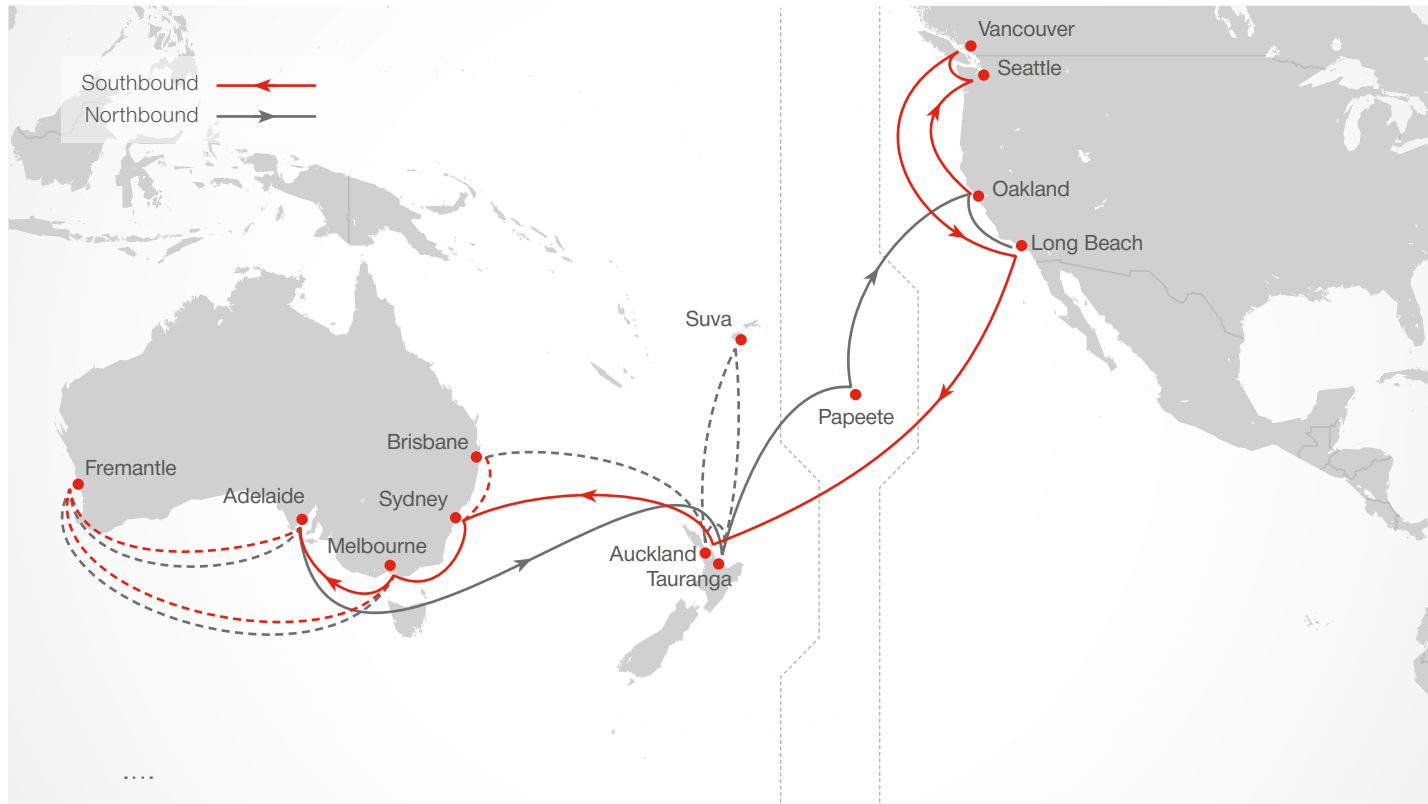 Vancouver
Seattle
Southbound
Northbound
Oakland
Long Beach
Suva
Papeete
Brisbane
Fremantle
Adelaide
Sydney
Melbourne
Auckland
Tauranga